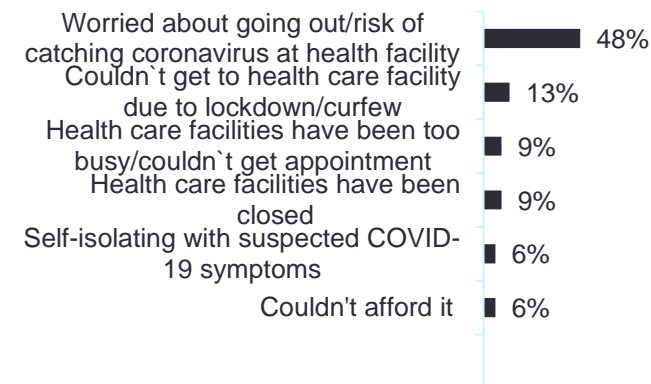 Worried about going out/risk of
catching coronavirus at health facility
48%
Couldn`t get to health care facility
due to lockdown/curfew
13%
Health care facilities have been too
busy/couldn`t get appointment
9%
Health care facilities have been
closed
9%
Self-isolating with suspected COVID-
19 symptoms
6%
Couldn't afford it
6%